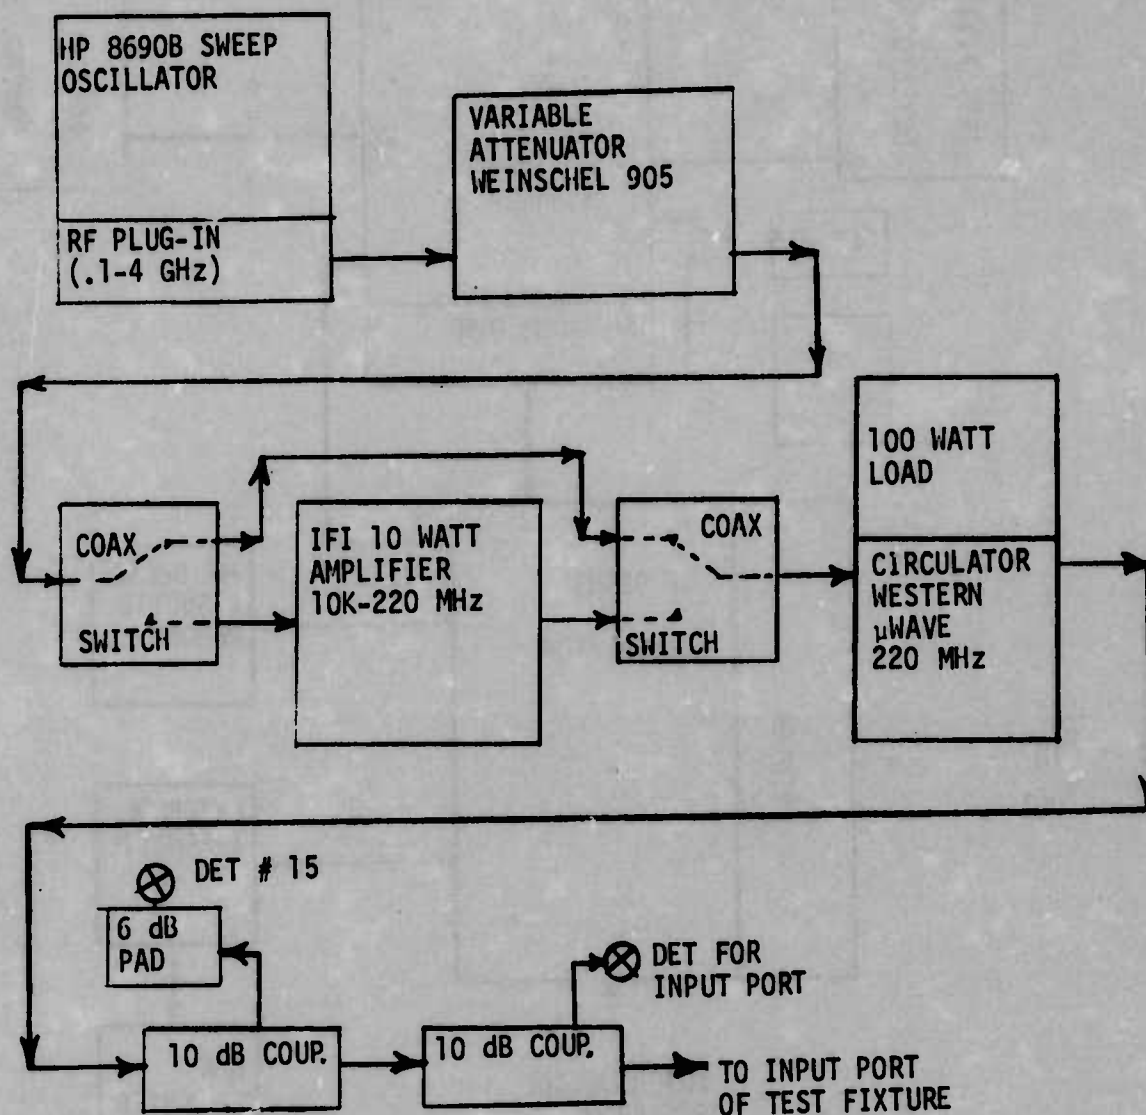 HP 8690B SWEEP
OSCILLATOR
RF PLUG-IN
(.1-4 GHz)
VARIABLE
ATTENUATOR
WEINSCHEL 905
COAX
SWITCH
IFI 10 WATT
AMPLIFIER
10K-220 MHz
COAX
SWITCH
100 WATT
LOAD
CIRCULATOR
WESTERN
µWAVE
220 MHz
DET # 15
6 dB
PAD
DET FOR
INPUT PORT
10 dB COUP.
10 dB COUP.
TO INPUT PORT
OF TEST FIXTURE